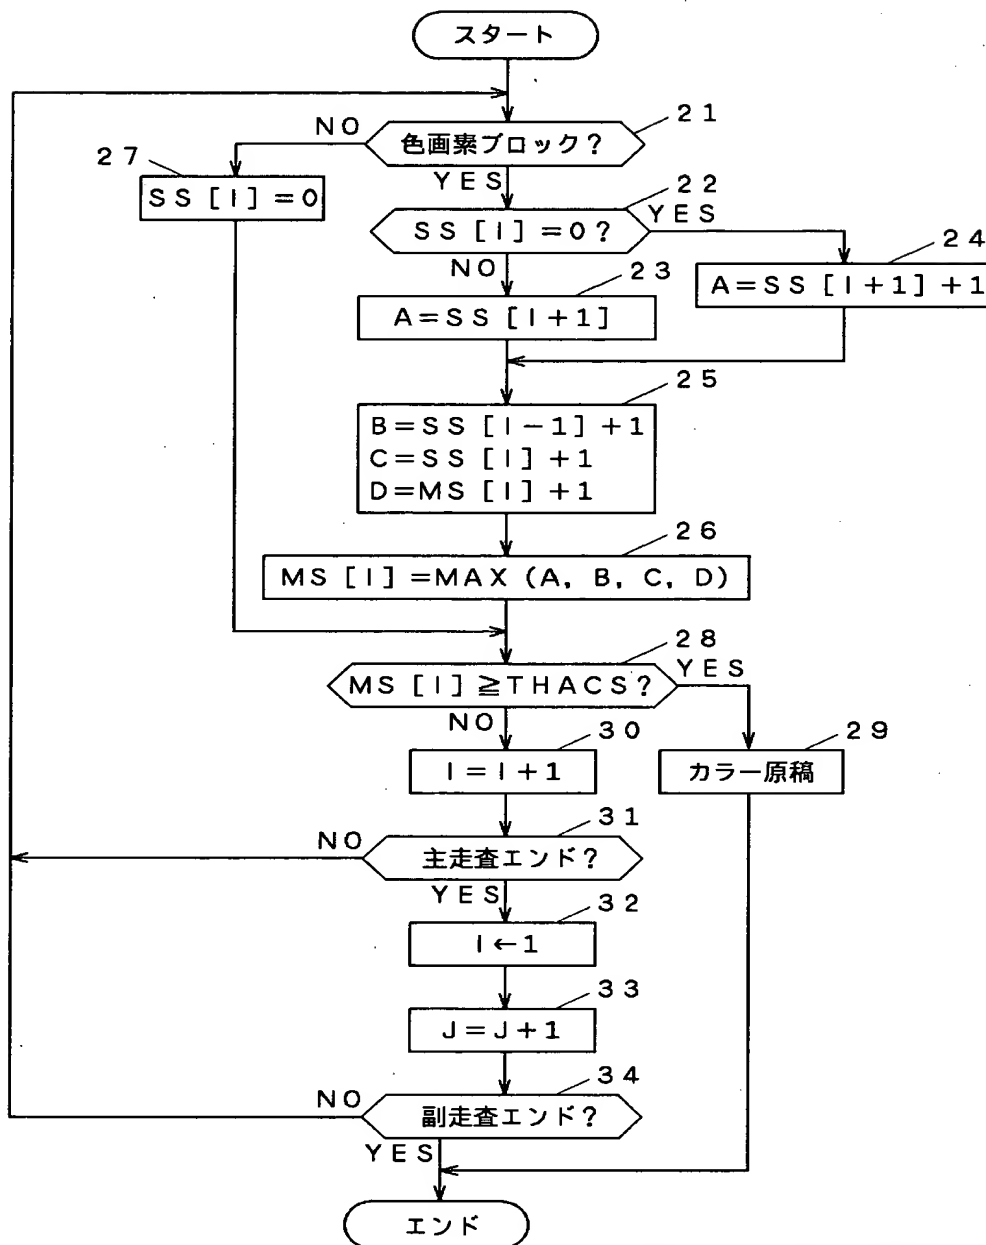 スタート
21
色画素ブロック?
NO
YES
27
SS[I]=0
22
SS[I]=0?
YES
NO
23
A=SS[I+1]
24
A=SS[I+1]+1
25
B=SS[I-1]+1
C=SS[I]+1
D=MS[I]+1
26
MS[I]=MAX(A, B, C, D)
28
MS[I]≧THACS?
YES
NO
29
カラー原稿
30
I=I+1
31
主走査エンド?
NO
YES
32
I←1
33
J=J+1
34
副走査エンド?
NO
YES
エンド